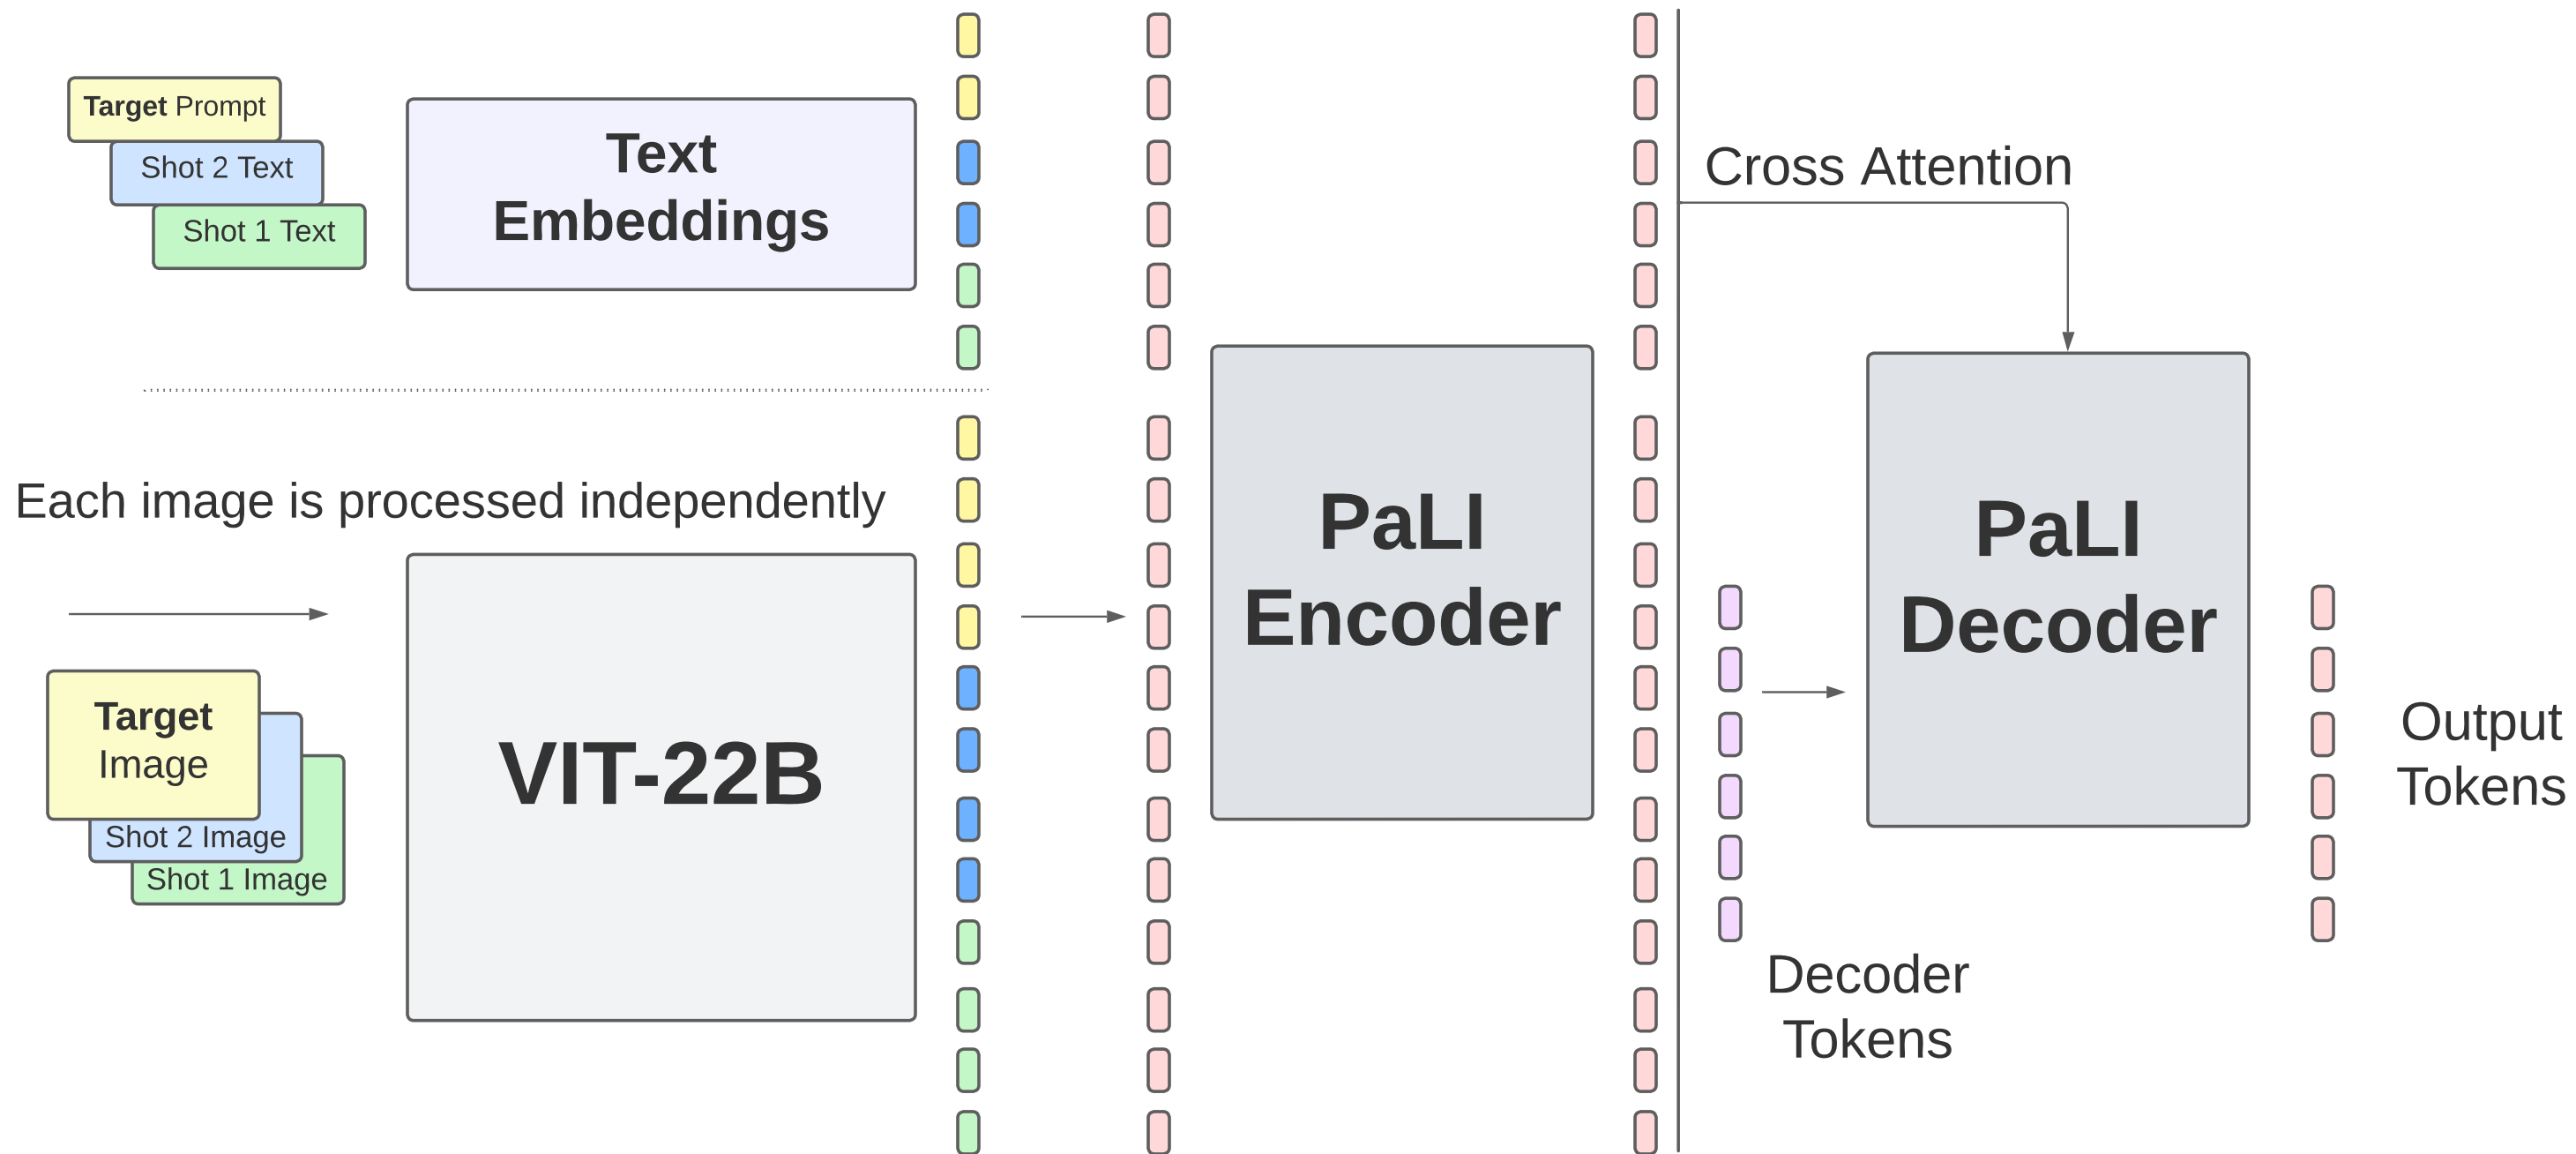 Target Prompt
Shot 2 Text
Shot 1 Text
Text
Embeddings
Each image is processed independently
Target
Image
Shot 2 Image
Shot 1 Image
VIT-22B
PaLI
Encoder
Cross Attention
PaLI
Decoder
Decoder
Tokens
Output
Tokens